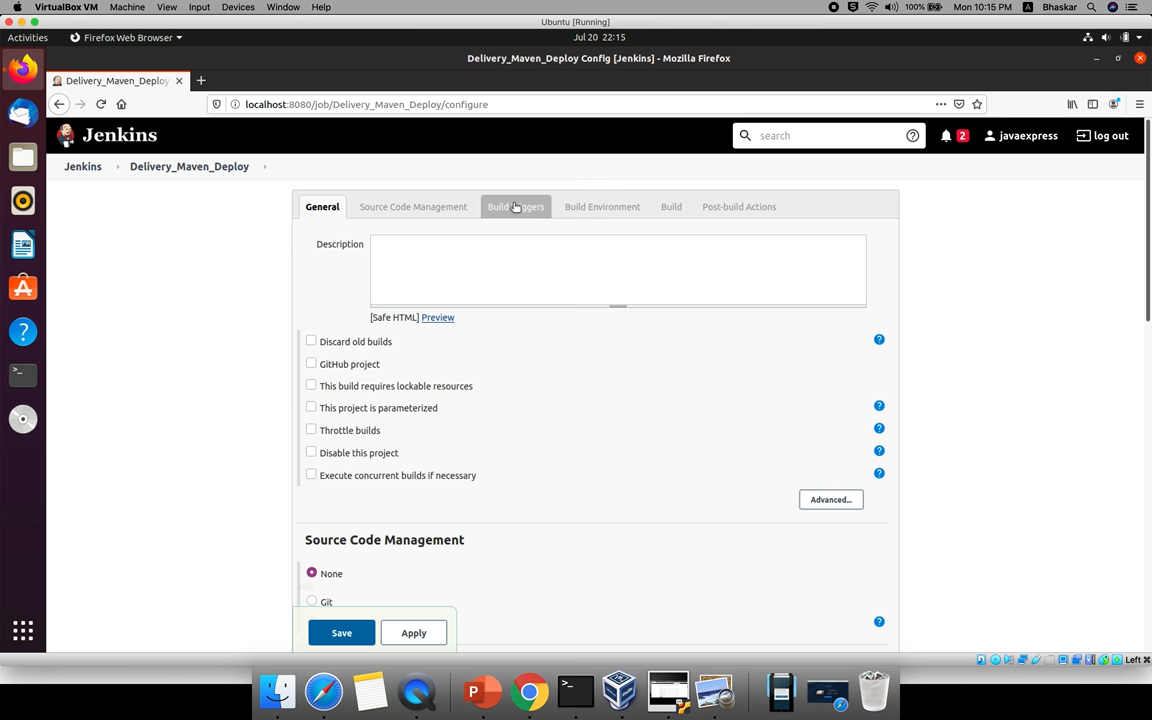 VirtualBox VM Machine View Input Devices Window Help 100% Mon 10:15 PM A Bhaskar
Ubuntu [Running]
Activities Firefox Web Browser Jul 20 22:15
Delivery_Maven_Deploy Config [Jenkins] - Mozilla Firefox
Delivery_Maven_Deploy
localhost:8080/job/Delivery_Maven_Deploy/configure
Jenkins search 2 javaexpress log out
Jenkins Delivery_Maven_Deploy
General Source Code Management Build Triggers Build Environment Build Post-build Actions
Description
[Safe HTML] Preview
Discard old builds
GitHub project
This build requires lockable resources
This project is parameterized
Throttle builds
Disable this project
Execute concurrent builds if necessary
Advanced...
Source Code Management
None
Git
Save Apply
Left ⌘